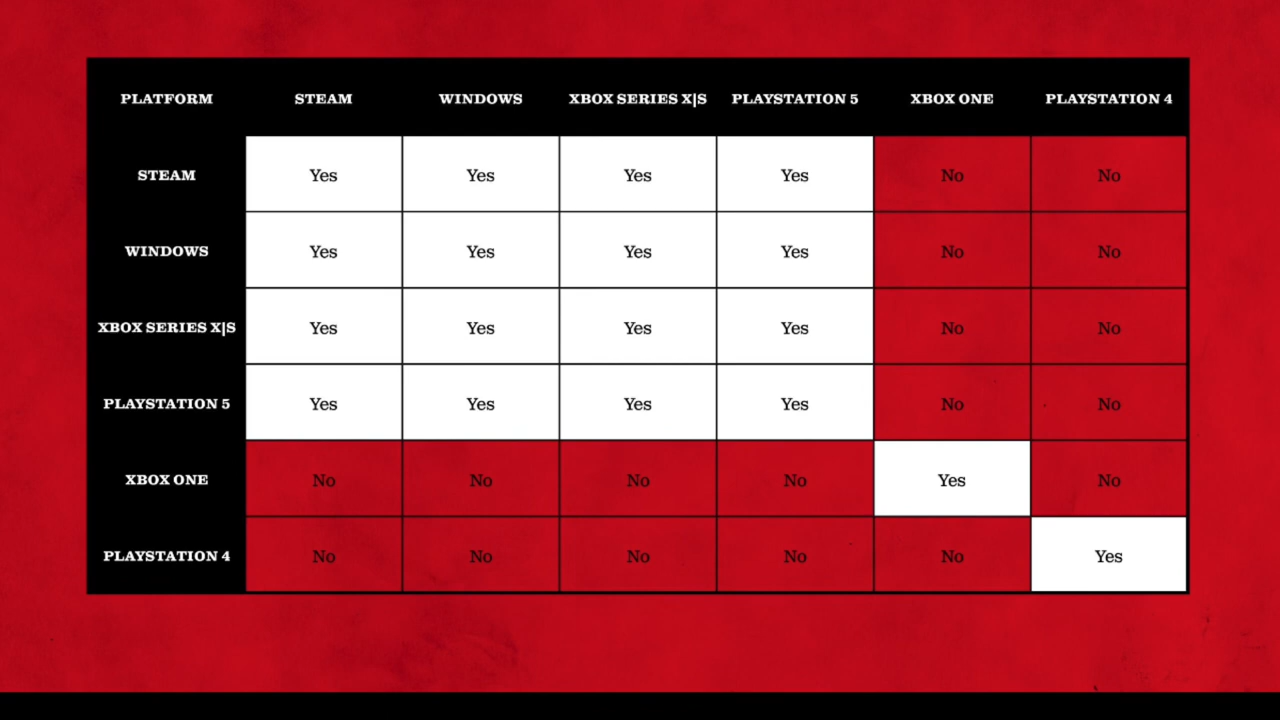 PLATFORM STEAM WINDOWS XBOX SERIES X|S PLAYSTATION 5 XBOX ONE PLAYSTATION 4
STEAM Yes Yes Yes Yes No No
WINDOWS Yes Yes Yes Yes No No
XBOX SERIES X|S Yes Yes Yes Yes No No
PLAYSTATION 5 Yes Yes Yes Yes No No
XBOX ONE No No No No Yes No
PLAYSTATION 4 No No No No No Yes